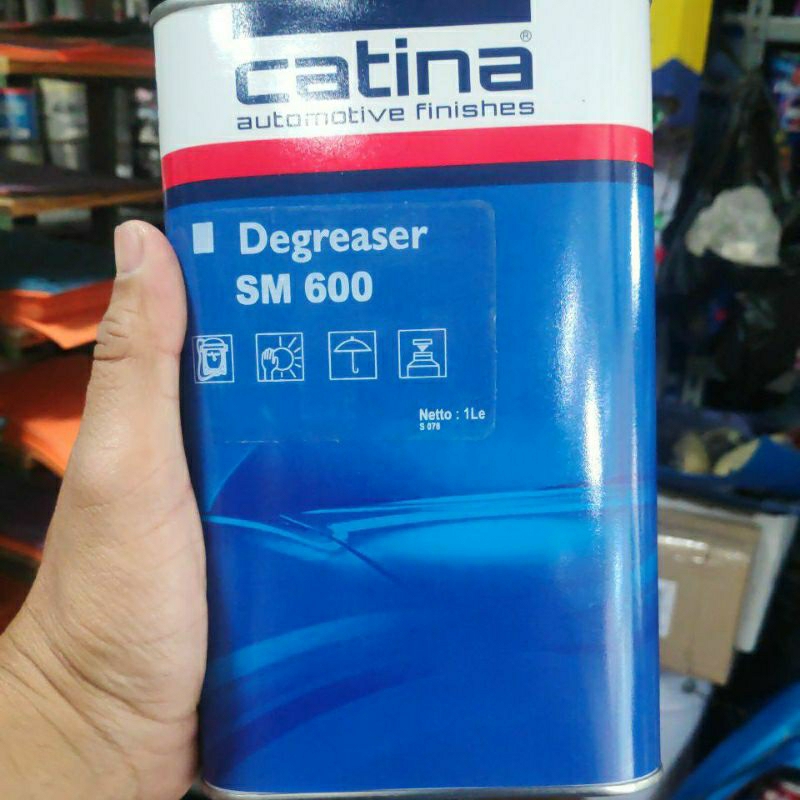 catina®
automotive finishes
Degreaser
SM 600
Netto : 1Le
S 078